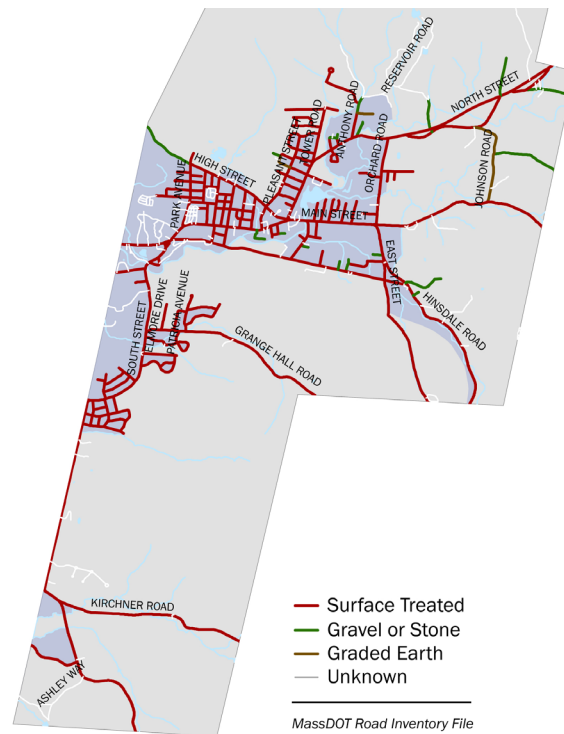 RESERVOIR ROAD
NORTH STREET
ANTHONY ROAD
TOWER ROAD
PLEASANT STREET
ORCHARD ROAD
JOHNSON ROAD
HIGH STREET
PARK AVENUE
MAIN STREET
EAST STREET
HINSDALE ROAD
SOUTH STREET
ELMORE DRIVE
PATRICIA AVENUE
GRANGE HALL ROAD
KIRCHNER ROAD
ASHLEY WAY
Surface Treated
Gravel or Stone
Graded Earth
Unknown
MassDOT Road Inventory File